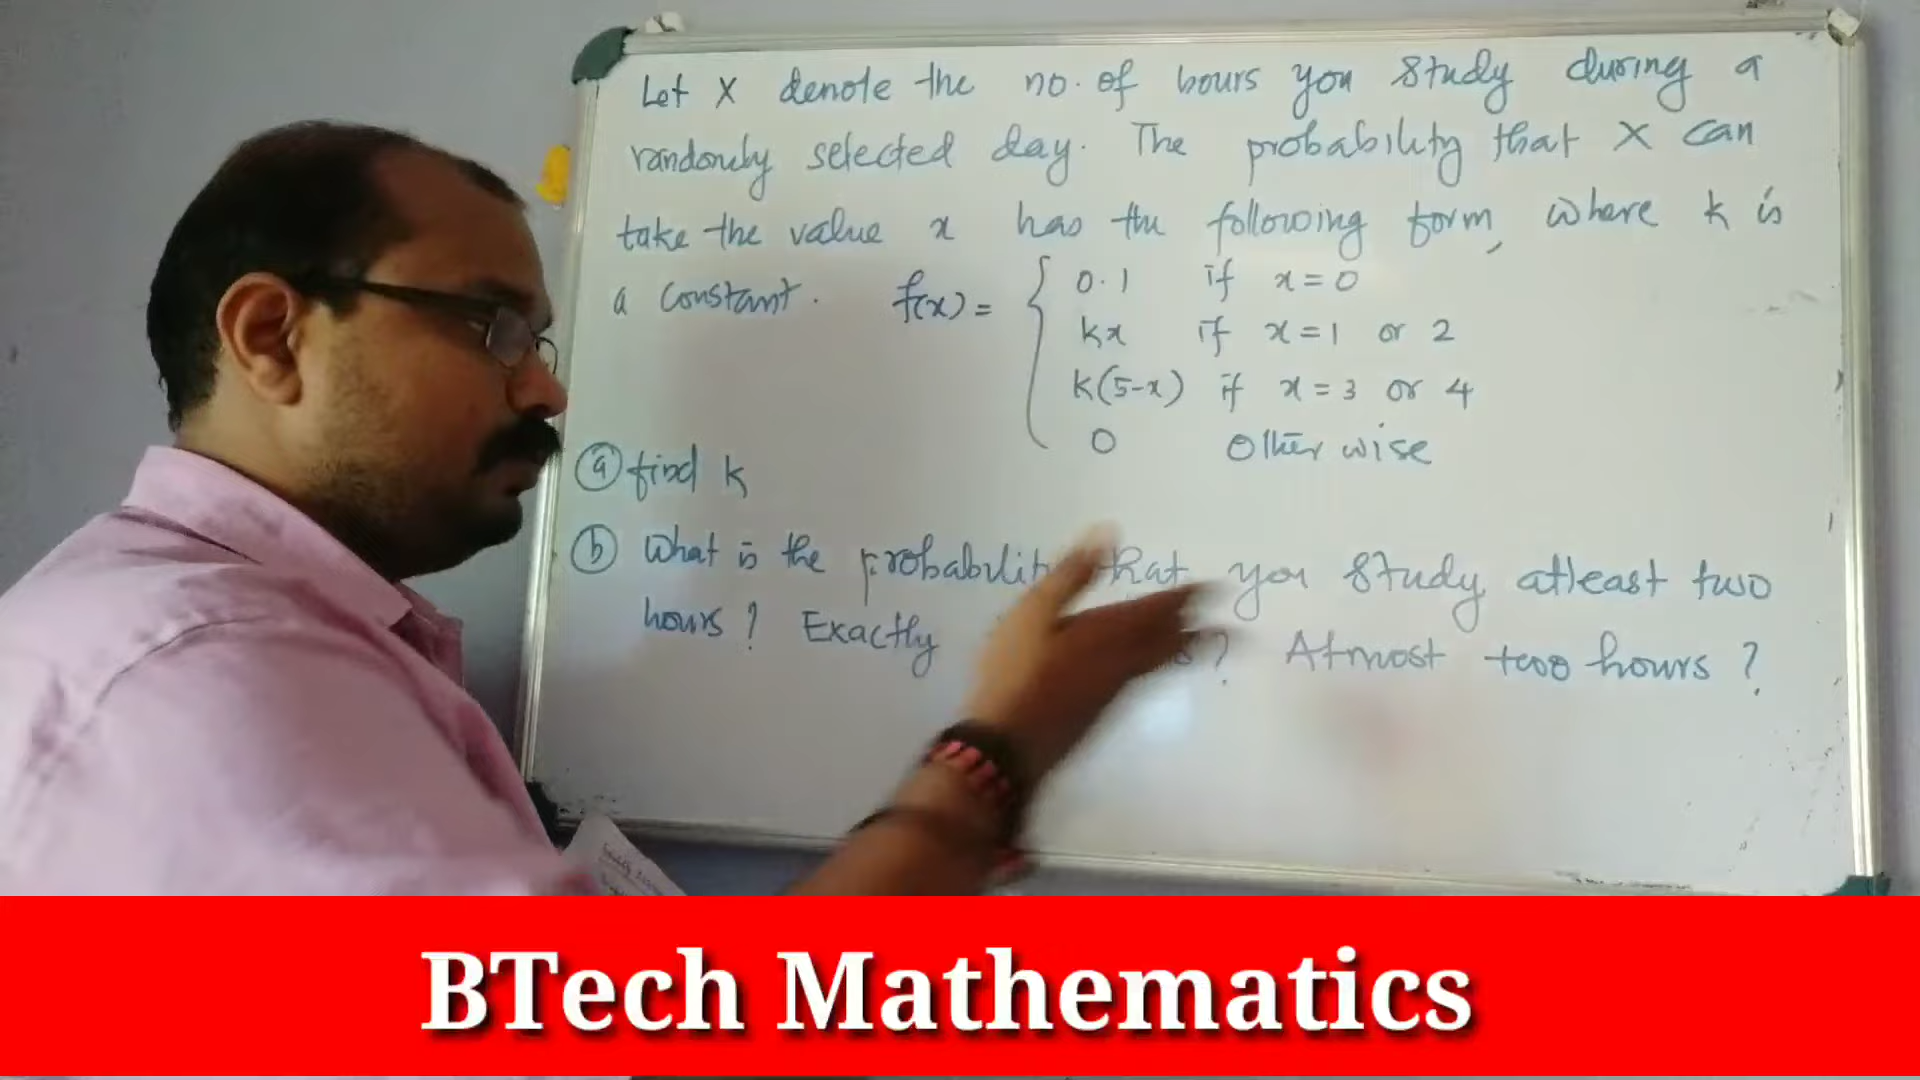 Let X denote the no. of hours you study during a
randomly selected day. The probability that X can
take the value x has the following form, where k is
a constant. f(x) = { 0.1 if x=0
kx if x=1 or 2
k(5-x) if x=3 or 4
0 Otherwise
(a) find k
(b) What is the probability that you study atleast two
hours? Exactly ? Atmost two hours?
BTech Mathematics